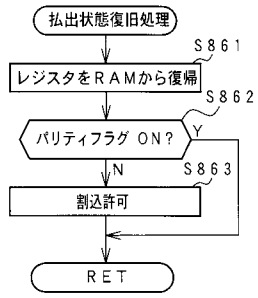 払出状態復旧処理
S861
レジスタをRAMから復帰
S862
パリティフラグ ON?
Y
N
S863
割込許可
RET